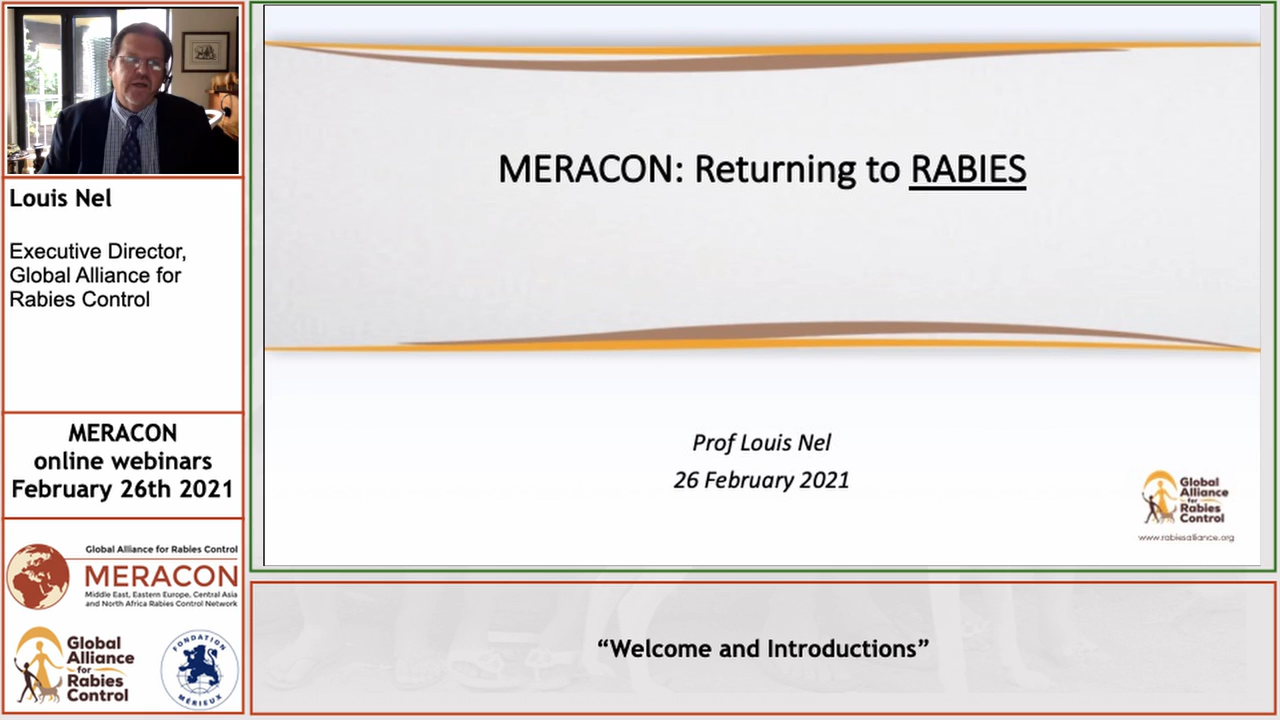 Louis Nel
Executive Director,
Global Alliance for
Rabies Control
MERACON
online webinars
February 26th 2021
Global Alliance for Rabies Control
MERACON
Middle East, Eastern Europe, Central Asia
and North Africa Rabies Control Network
Global
Alliance
for
Rabies
Control
FONDATION
MÉRIEUX
MERACON: Returning to RABIES
Prof Louis Nel
26 February 2021
Global
Alliance
for
Rabies
Control
www.rabiesalliance.org
“Welcome and Introductions”